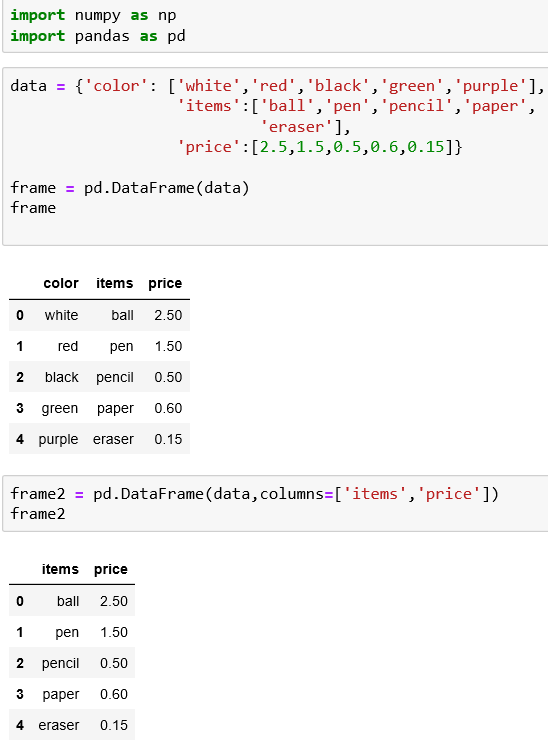 import numpy as np
import pandas as pd
data = {'color': ['white','red','black','green','purple'],
'items':['ball','pen','pencil','paper',
'eraser'],
'price':[2.5,1.5,0.5,0.6,0.15]}
frame = pd.DataFrame(data)
frame
color items price
0 white ball 2.50
1 red pen 1.50
2 black pencil 0.50
3 green paper 0.60
4 purple eraser 0.15
frame2 = pd.DataFrame(data,columns=['items','price'])
frame2
items price
0 ball 2.50
1 pen 1.50
2 pencil 0.50
3 paper 0.60
4 eraser 0.15